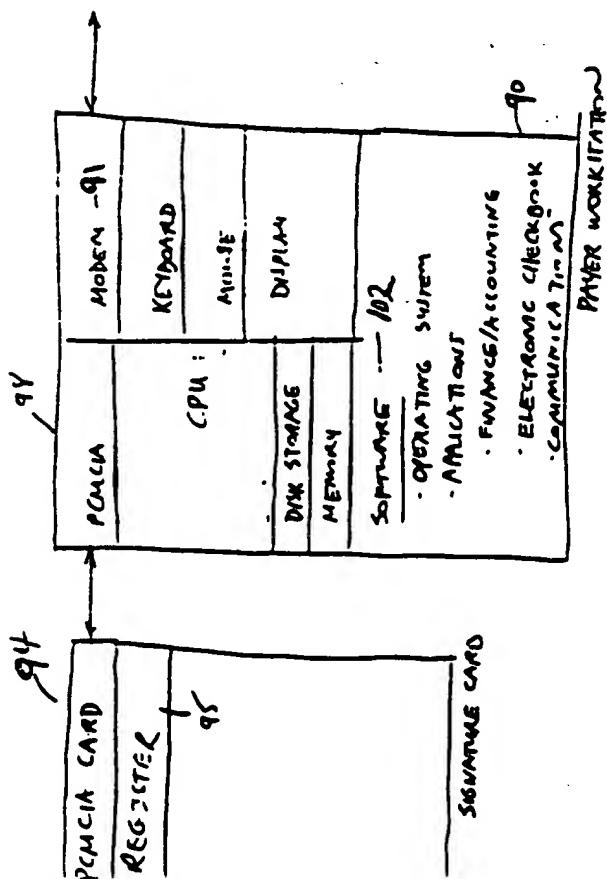 94
PCMCIA CARD
REGISTER
95
SIGNATURE CARD
94
PCMCIA
CPU
DISK STORAGE
MEMORY
MODEM - 91
KEYBOARD
MOUSE
DISPLAY
SOFTWARE - 102
· OPERATING SYSTEM
· APPLICATIONS
· FINANCE/ACCOUNTING
· ELECTRONIC CHECKBOOK
· COMMUNICATIONS
90
PAYER WORKSTATION